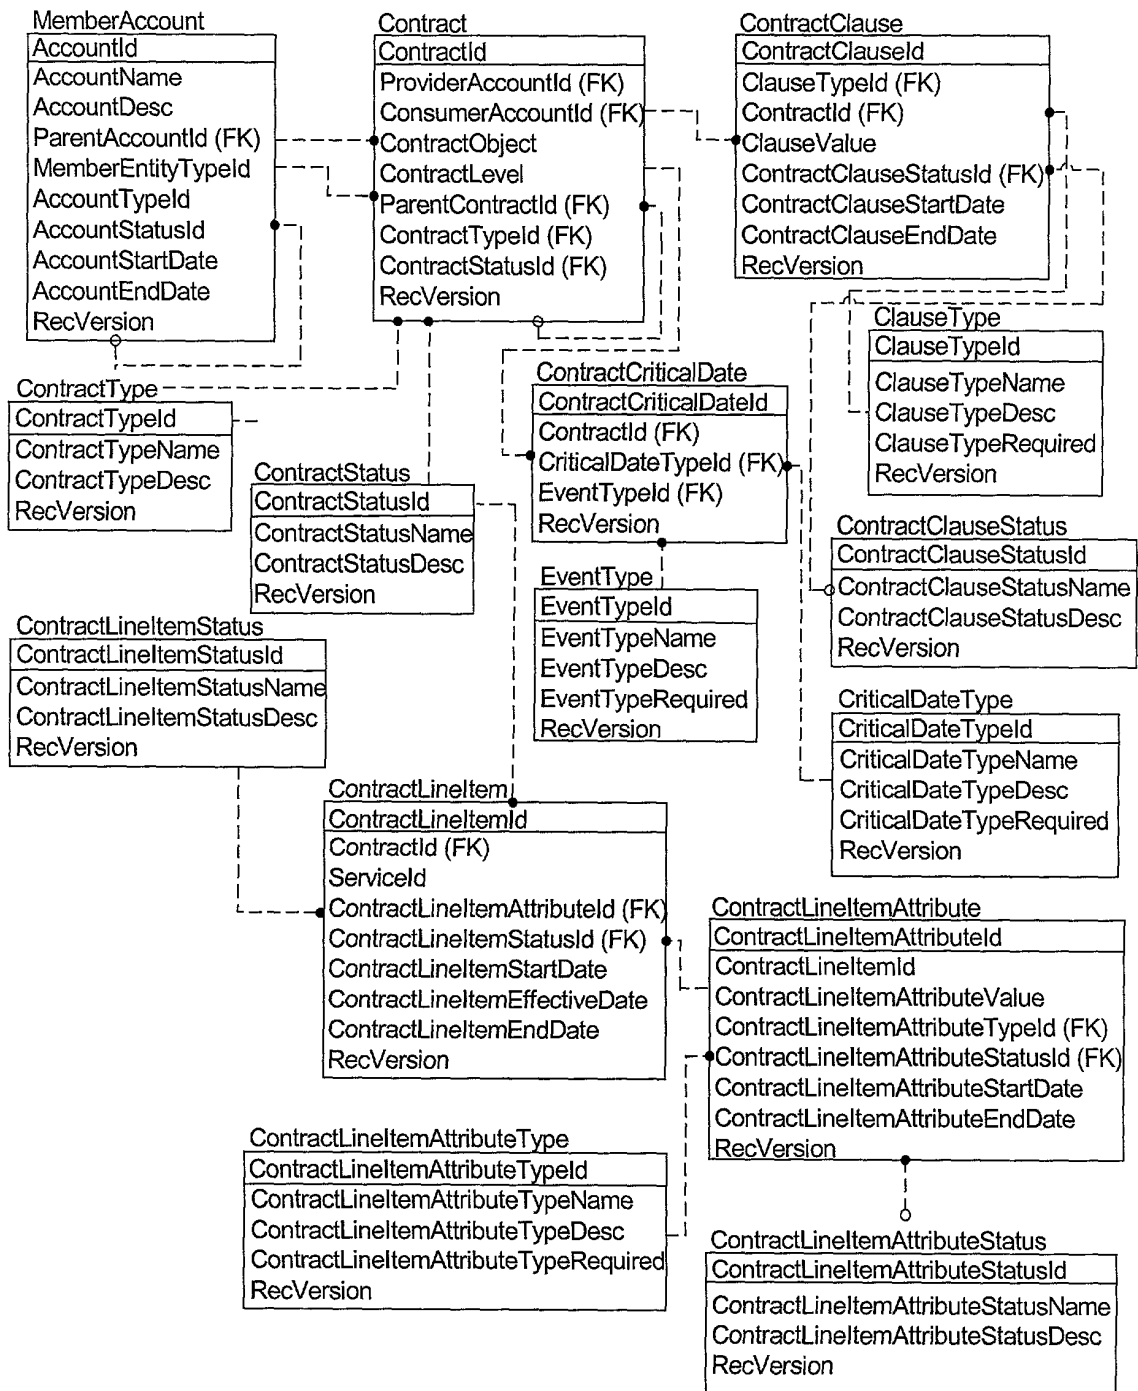 MemberAccount
AccountId
AccountName
AccountDesc
ParentAccountId (FK)
MemberEntityTypeId
AccountTypeId
AccountStatusId
AccountStartDate
AccountEndDate
RecVersion
Contract
ContractId
ProviderAccountId (FK)
ConsumerAccountId (FK)
ContractObject
ContractLevel
ParentContractId (FK)
ContractTypeId (FK)
ContractStatusId (FK)
RecVersion
ContractClause
ContractClauseId
ClauseTypeId (FK)
ContractId (FK)
ClauseValue
ContractClauseStatusId (FK)
ContractClauseStartDate
ContractClauseEndDate
RecVersion
ClauseType
ClauseTypeId
ClauseTypeName
ClauseTypeDesc
ClauseTypeRequired
RecVersion
ContractType
ContractTypeId
ContractTypeName
ContractTypeDesc
RecVersion
ContractCriticalDate
ContractCriticalDateId
ContractId (FK)
CriticalDateTypeId (FK)
EventTypeId (FK)
RecVersion
ContractStatus
ContractStatusId
ContractStatusName
ContractStatusDesc
RecVersion
ContractClauseStatus
ContractClauseStatusId
ContractClauseStatusName
ContractClauseStatusDesc
RecVersion
EventType
EventTypeId
EventTypeName
EventTypeDesc
EventTypeRequired
RecVersion
ContractLineItemStatus
ContractLineItemStatusId
ContractLineItemStatusName
ContractLineItemStatusDesc
RecVersion
CriticalDateType
CriticalDateTypeId
CriticalDateTypeName
CriticalDateTypeDesc
CriticalDateTypeRequired
RecVersion
ContractLineItem
ContractLineItemId
ContractId (FK)
ServiceId
ContractLineItemAttributeId (FK)
ContractLineItemStatusId (FK)
ContractLineItemStartDate
ContractLineItemEffectiveDate
ContractLineItemEndDate
RecVersion
ContractLineItemAttribute
ContractLineItemAttributeId
ContractLineItemId
ContractLineItemAttributeValue
ContractLineItemAttributeTypeId (FK)
ContractLineItemAttributeStatusId (FK)
ContractLineItemAttributeStartDate
ContractLineItemAttributeEndDate
RecVersion
ContractLineItemAttributeType
ContractLineItemAttributeTypeId
ContractLineItemAttributeTypeName
ContractLineItemAttributeTypeDesc
ContractLineItemAttributeTypeRequired
RecVersion
ContractLineItemAttributeStatus
ContractLineItemAttributeStatusId
ContractLineItemAttributeStatusName
ContractLineItemAttributeStatusDesc
RecVersion